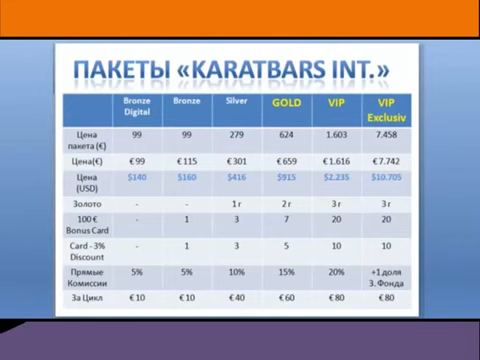 ПАКЕТЫ «KARATBARS INT.»
Bronze Digital Bronze Silver GOLD VIP VIP Exclusiv
Цена пакета (€) 99 99 279 624 1.603 7.458
Цена(€) € 99 € 115 € 301 € 659 € 1.616 € 7.742
Цена (USD) $140 $160 $416 $915 $2.235 $10.705
Золото - - 1 г 2 г 3 г 3 г
100 € Bonus Card - 1 3 7 20 20
Card - 3% Discount - 1 3 5 10 10
Прямые Комиссии 5% 5% 10% 15% 20% +1 доля З. Фонда
За Цикл € 10 € 10 € 40 € 60 € 80 € 80